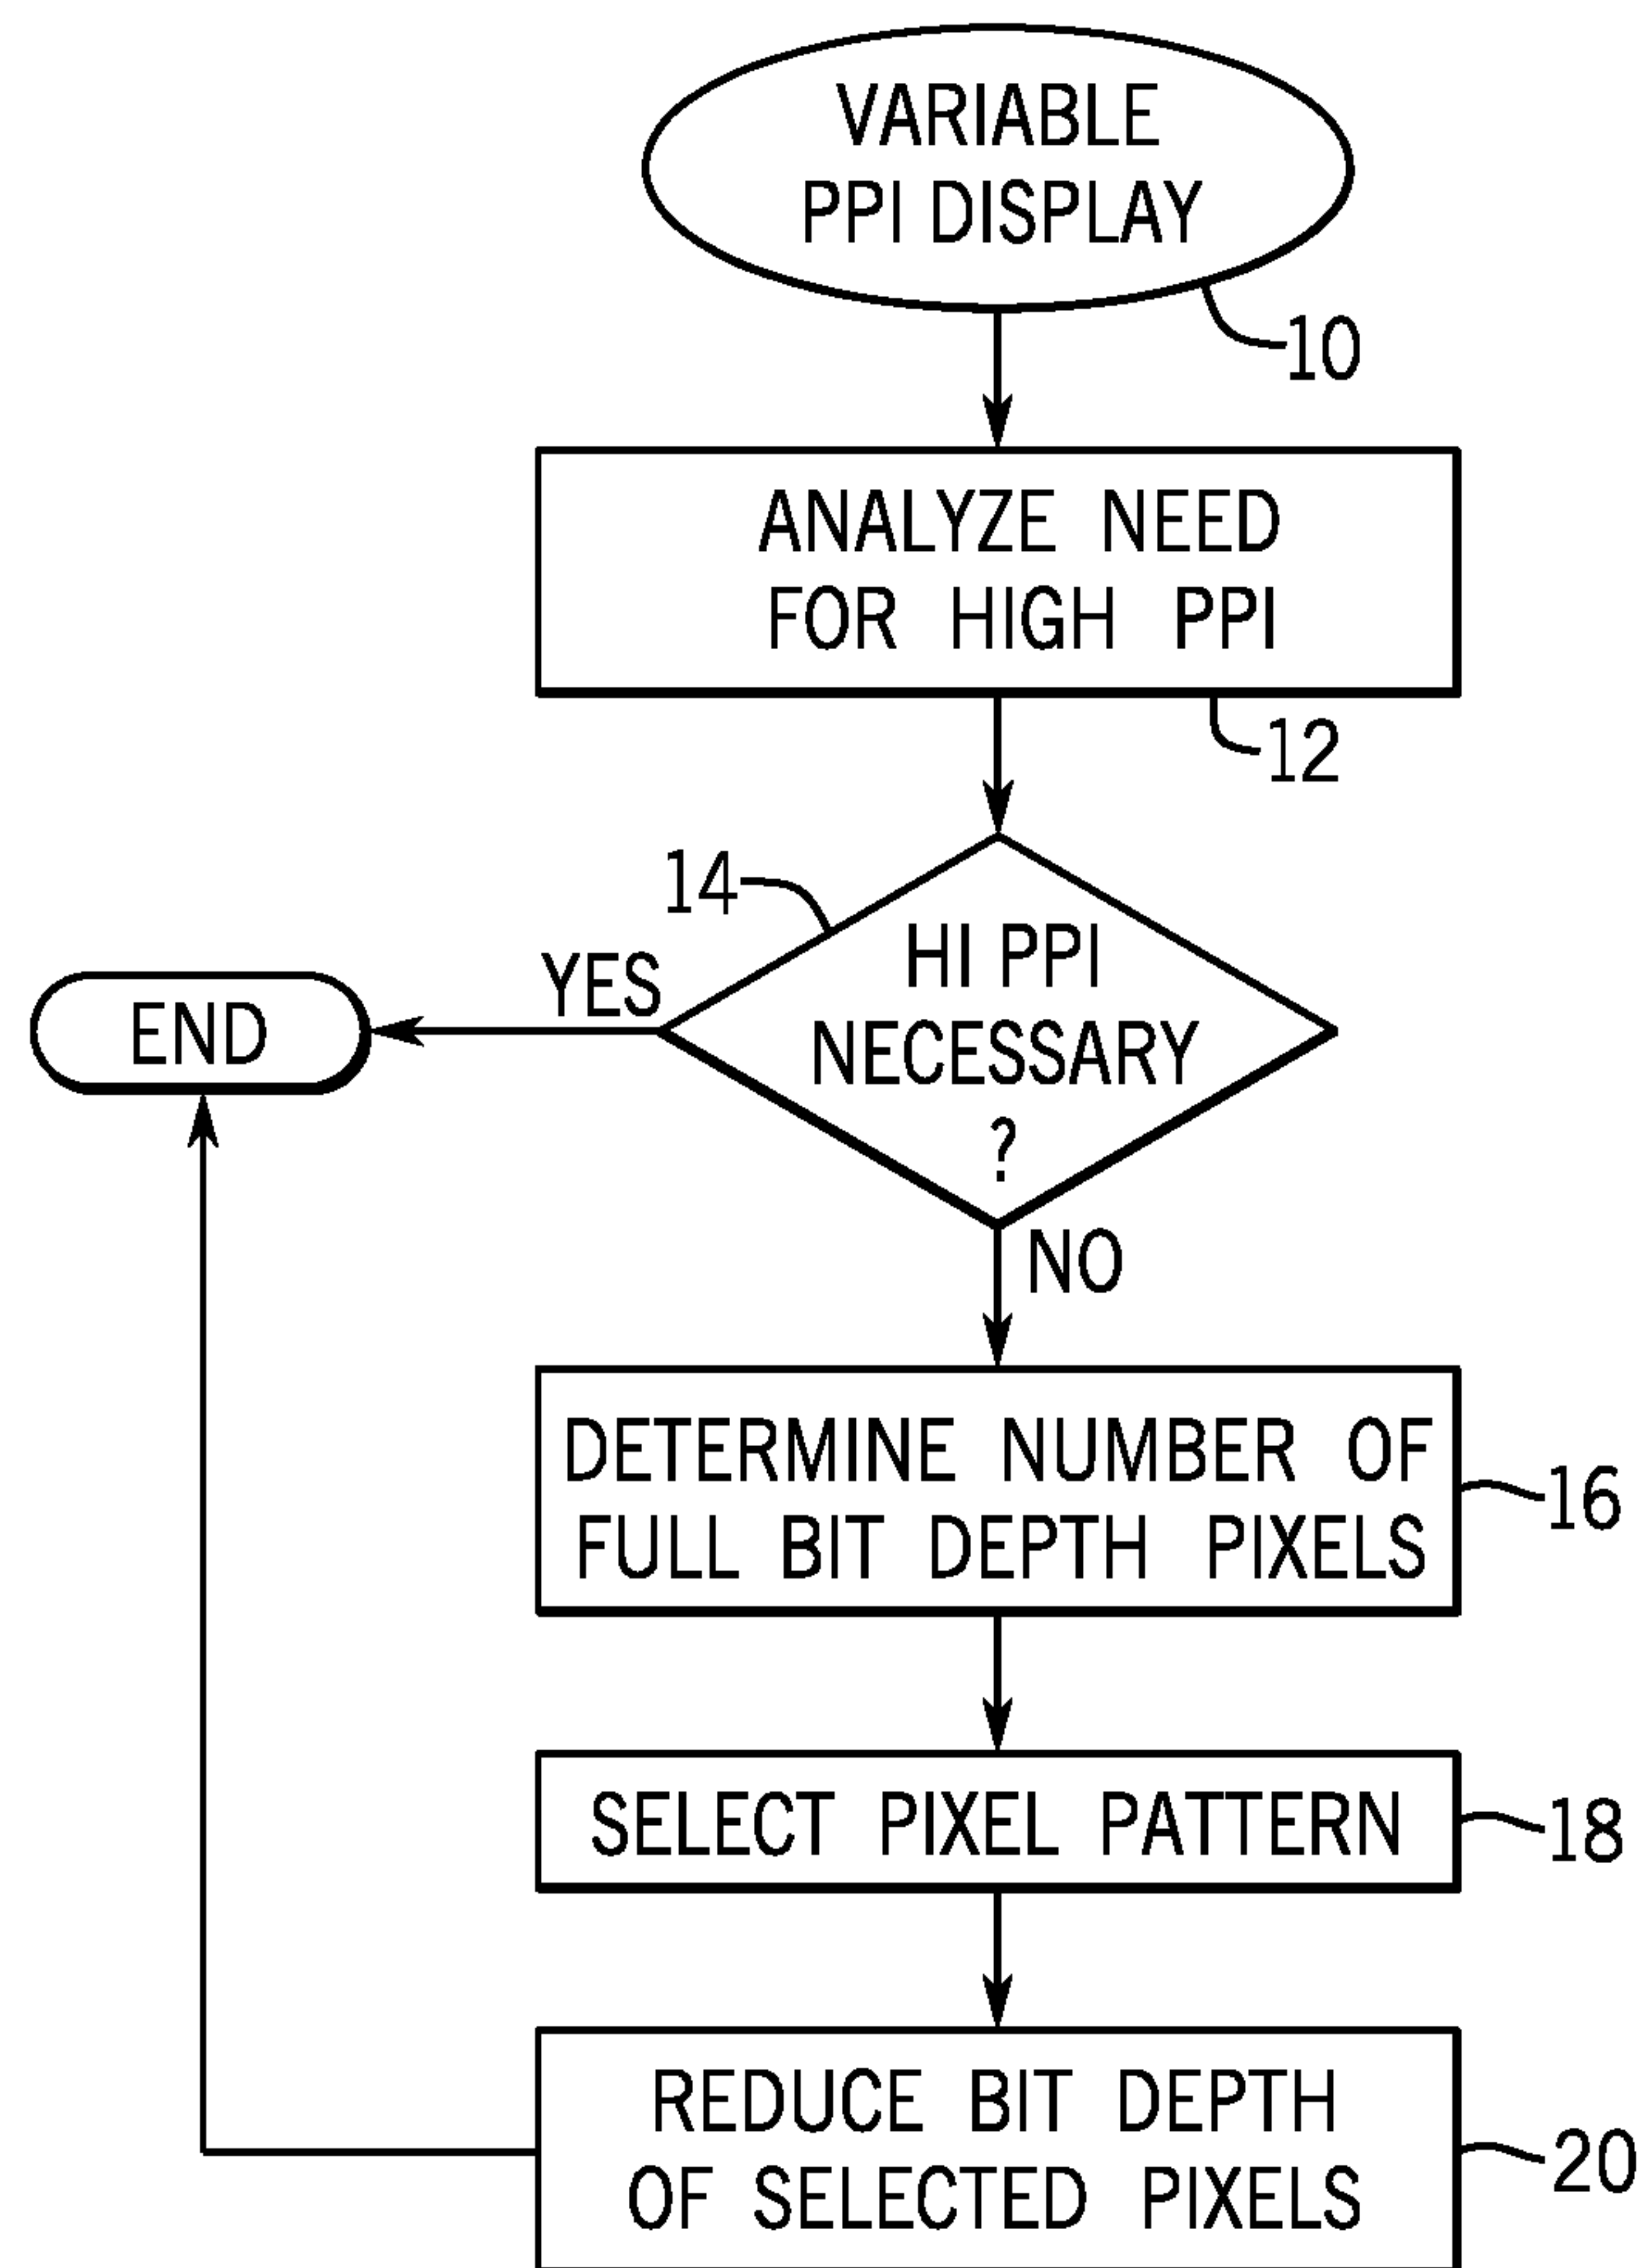 VARIABLE
PPI DISPLAY
10
ANALYZE NEED
FOR HIGH PPI
12
14
HI PPI
NECESSARY
?
YES
END
NO
DETERMINE NUMBER OF
FULL BIT DEPTH PIXELS
16
SELECT PIXEL PATTERN
18
REDUCE BIT DEPTH
OF SELECTED PIXELS
20